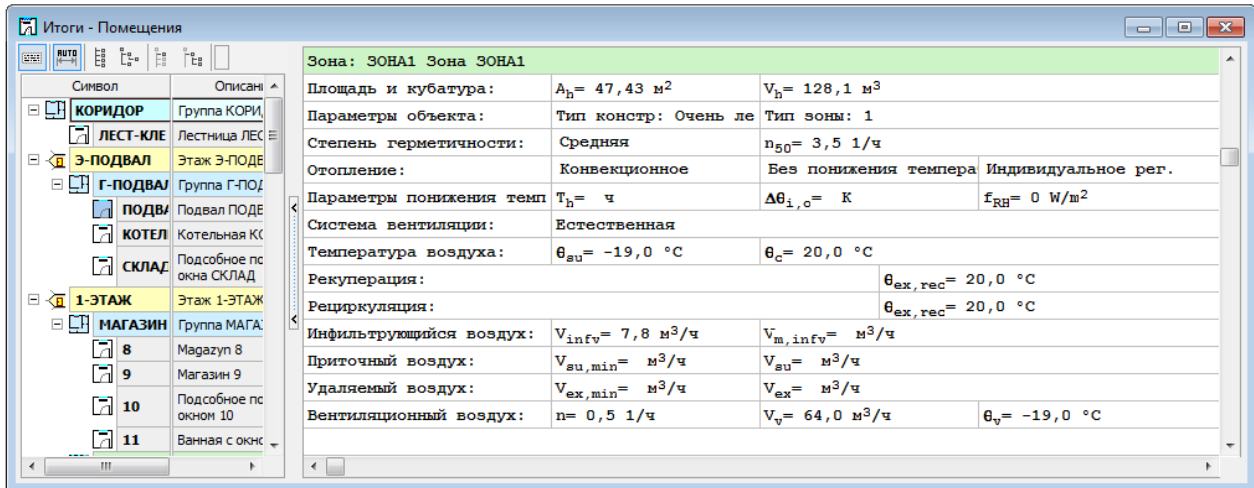 Итоги - Помещения
AUTO
Символ Описани
КОРИДОР Группа КОРИ,
ЛЕСТ-КЛЕ Лестница ЛЕС
Э-ПОДВАЛ Этаж Э-ПОДЕ
Г-ПОДВАЛ Группа Г-ПОД
ПОДВА Подвал ПОДЕ
КОТЕЛ Котельная КО
СКЛАД Подсобное по
окна СКЛАД
1-ЭТАЖ Этаж 1-ЭТАЖ
МАГАЗИН Группа МАГАЗ
8 Magazyn 8
9 Магазин 9
10 Подсобное по
окном 10
11 Ванная с окно
Зона: ЗОНА1 Зона ЗОНА1
Площадь и кубатура: Aₕ= 47,43 м² Vₕ= 128,1 м³
Параметры объекта: Тип констр: Очень ле Тип зоны: 1
Степень герметичности: Средняя n₅₀= 3,5 1/ч
Отопление: Конвекционное Без понижения темпера Индивидуальное рег.
Параметры понижения темп Tₕ= ч Δθi,o= K fRH= 0 W/m²
Система вентиляции: Естественная
Температура воздуха: θsu= -19,0 °C θc= 20,0 °C
Рекуперация: θex,rec= 20,0 °C
Рециркуляция: θex,rec= 20,0 °C
Инфильтрующийся воздух: Vinfv= 7,8 м³/ч Vm,infv= м³/ч
Приточный воздух: Vsu,min= м³/ч Vsu= м³/ч
Удаляемый воздух: Vex,min= м³/ч Vex= м³/ч
Вентиляционный воздух: n= 0,5 1/ч Vv= 64,0 м³/ч θv= -19,0 °C